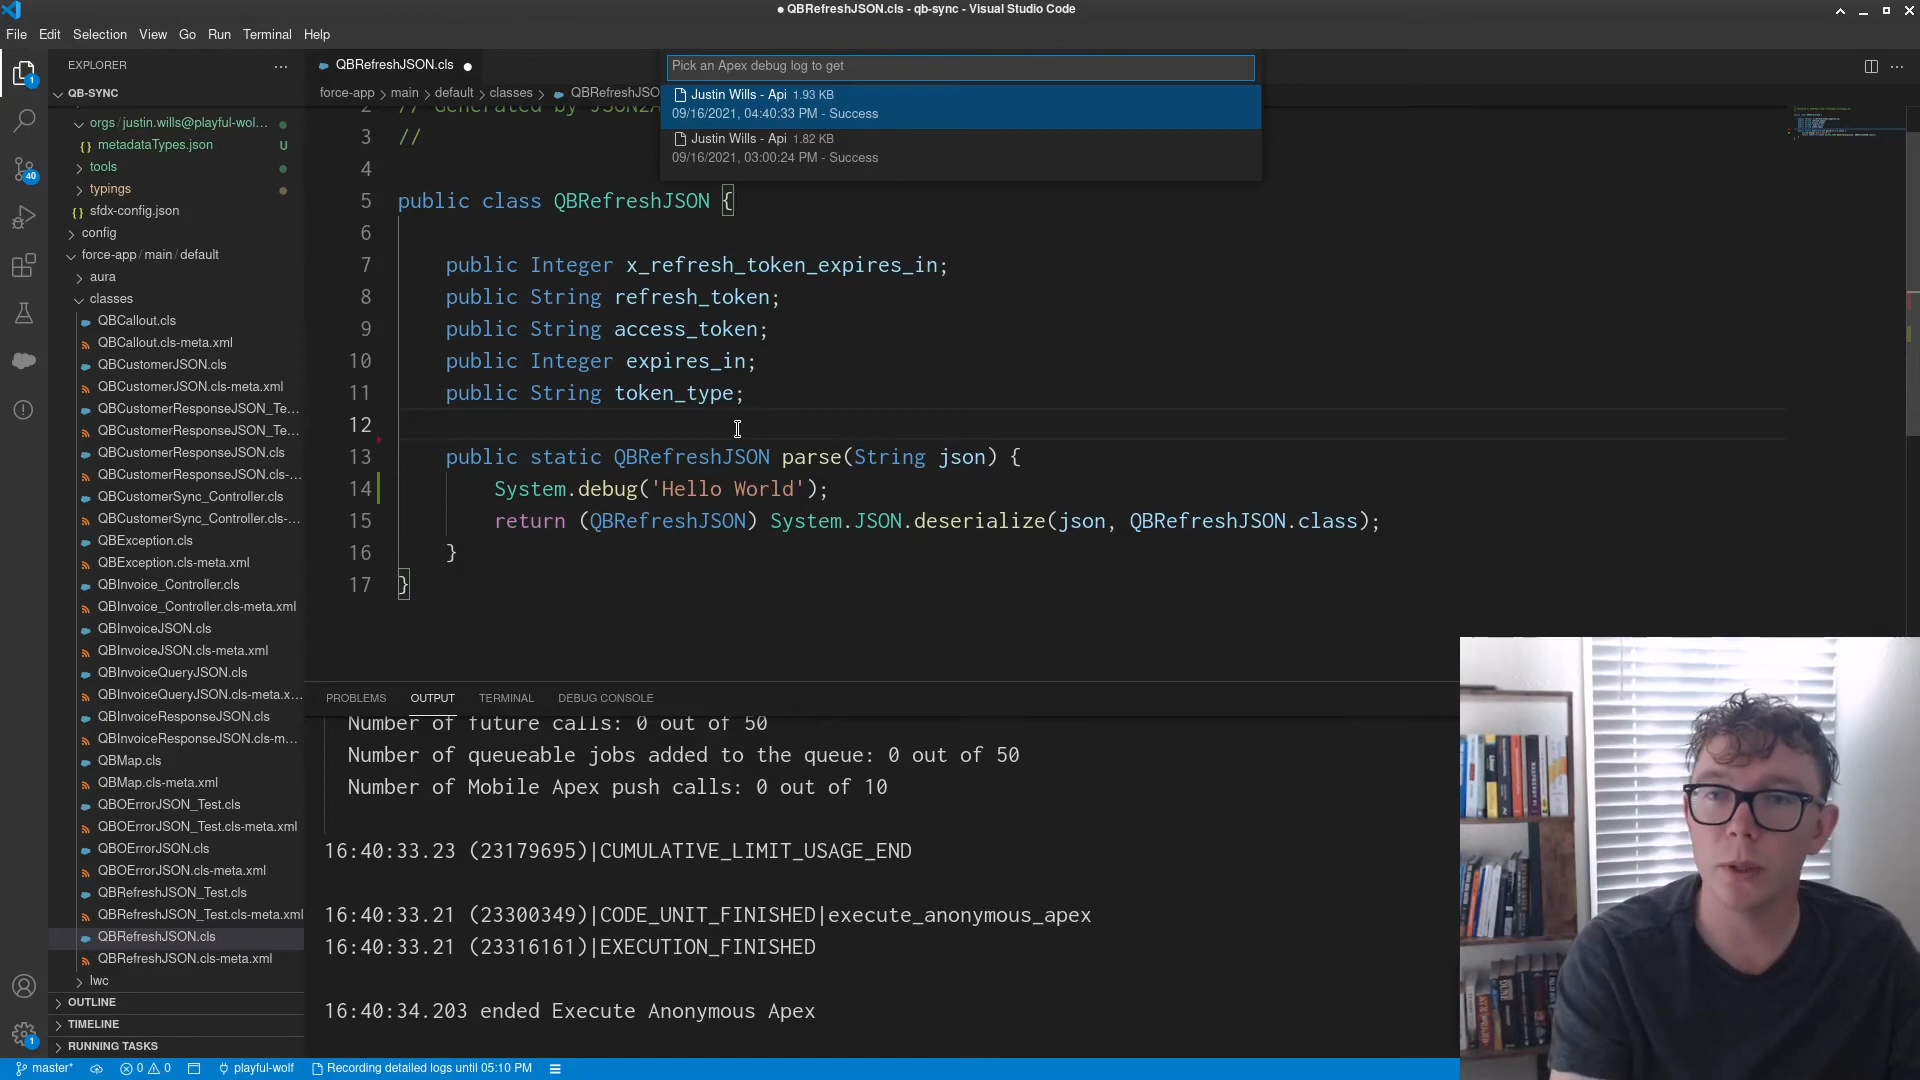 ● QBRefreshJSON.cls - qb-sync - Visual Studio Code
File Edit Selection View Go Run Terminal Help
EXPLORER
QB-SYNC
orgs / justin.wills@playful-wol...
metadataTypes.json U
tools
typings
sfdx-config.json
config
force-app / main / default
aura
classes
QBCallout.cls
QBCallout.cls-meta.xml
QBCustomerJSON.cls
QBCustomerJSON.cls-meta.xml
QBCustomerResponseJSON_Te...
QBCustomerResponseJSON_Te...
QBCustomerResponseJSON.cls
QBCustomerResponseJSON.cls-...
QBCustomerSync_Controller.cls
QBCustomerSync_Controller.cls-...
QBException.cls
QBException.cls-meta.xml
QBInvoice_Controller.cls
QBInvoice_Controller.cls-meta.xml
QBInvoiceJSON.cls
QBInvoiceJSON.cls-meta.xml
QBInvoiceQueryJSON.cls
QBInvoiceQueryJSON.cls-meta.x...
QBInvoiceResponseJSON.cls
QBInvoiceResponseJSON.cls-m...
QBMap.cls
QBMap.cls-meta.xml
QBOErrorJSON_Test.cls
QBOErrorJSON_Test.cls-meta.xml
QBOErrorJSON.cls
QBOErrorJSON.cls-meta.xml
QBRefreshJSON_Test.cls
QBRefreshJSON_Test.cls-meta.xml
QBRefreshJSON.cls
QBRefreshJSON.cls-meta.xml
lwc
OUTLINE
TIMELINE
RUNNING TASKS
1
40
1
QBRefreshJSON.cls
force-app > main > default > classes > QBRefreshJSO
Pick an Apex debug log to get
Justin Wills - Api 1.93 KB
09/16/2021, 04:40:33 PM - Success
Justin Wills - Api 1.82 KB
09/16/2021, 03:00:24 PM - Success
2 // Generated by JSON2A
3 //
4
5 public class QBRefreshJSON {
6
7 public Integer x_refresh_token_expires_in;
8 public String refresh_token;
9 public String access_token;
10 public Integer expires_in;
11 public String token_type;
12
13 public static QBRefreshJSON parse(String json) {
14 System.debug('Hello World');
15 return (QBRefreshJSON) System.JSON.deserialize(json, QBRefreshJSON.class);
16 }
17 }
PROBLEMS OUTPUT TERMINAL DEBUG CONSOLE
Number of future calls: 0 out of 50
Number of queueable jobs added to the queue: 0 out of 50
Number of Mobile Apex push calls: 0 out of 10
16:40:33.23 (23179695)|CUMULATIVE_LIMIT_USAGE_END
16:40:33.21 (23300349)|CODE_UNIT_FINISHED|execute_anonymous_apex
16:40:33.21 (23316161)|EXECUTION_FINISHED
16:40:34.203 ended Execute Anonymous Apex
master* 0 0 playful-wolf Recording detailed logs until 05:10 PM